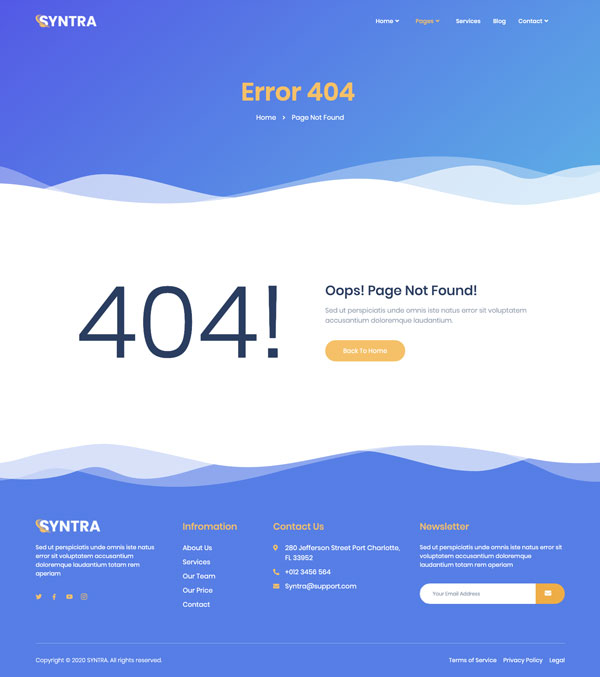 SYNTRA
Home Pages Services Blog Contact
Error 404
Home > Page Not Found
404!
Oops! Page Not Found!
Sed ut perspiciatis unde omnis iste natus error sit voluptatem
accusantium doloremque laudantium.
Back To Home
SYNTRA
Sed ut perspiciatis unde omnis iste natus
error sit voluptatem accusantium
doloremque laudantium totam rem
aperiam
Infromation
About Us
Services
Our Team
Our Price
Contact
Contact Us
280 Jefferson Street Port Charlotte,
FL 33952
+012 3456 564
Syntra@support.com
Newsletter
Sed ut perspiciatis unde omnis iste natus error sit
voluptatem accusantium doloremque
laudantium totam rem aperiam
Your Email Address
Copyright © 2020 SYNTRA. All rights reserved.
Terms of Service Privacy Policy Legal